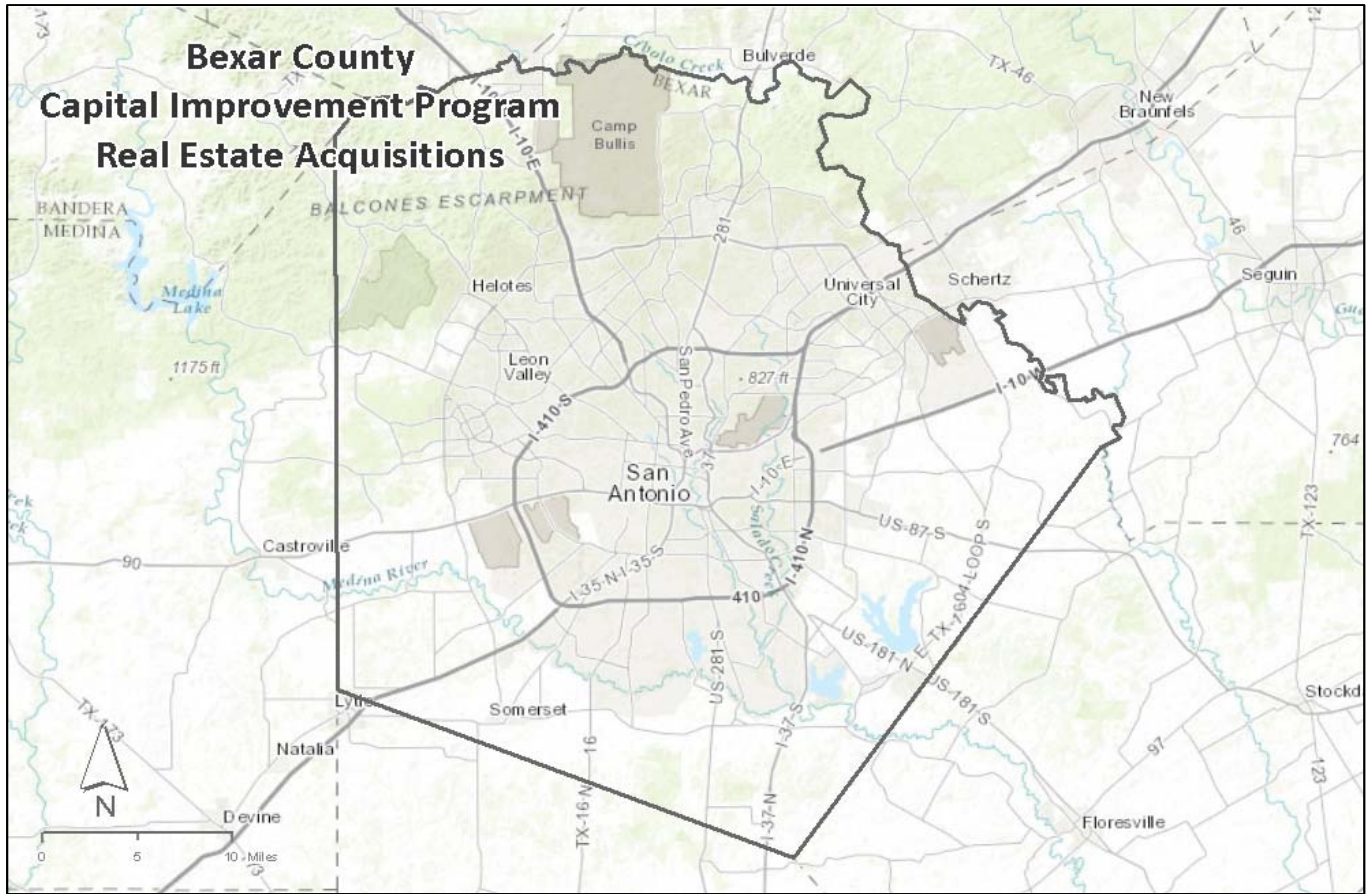 Bexar County
Capital Improvement Program
Real Estate Acquisitions
Cibolo Creek
Bulverde
BEXAR
TX-46
New
Braunfels
Camp
Bullis
I-10-E
BALCONES ESCARPMENT
BANDERA
MEDINA
281
46
Medina
Lake
Helotes
Universal
City
Schertz
Seguin
1175 ft
Leon
Valley
San Pedro Ave
827 ft
I-10-W
I-410-S
37
764
San
Antonio
I-10-E
Salado Creek
US-87-S
TX-123
Castroville
90
Medina River
I-35-N-I-35-S
I-410-N
410
E-TX-1604-LOOP S
US-181-N
US-281-S
US-181-S
Lytle
Somerset
Stockd
TX-173
Natalia
16
I-37-S
97
123
N
TX-16-N
I-37-N
Devine
Floresville
0 5 10 Miles